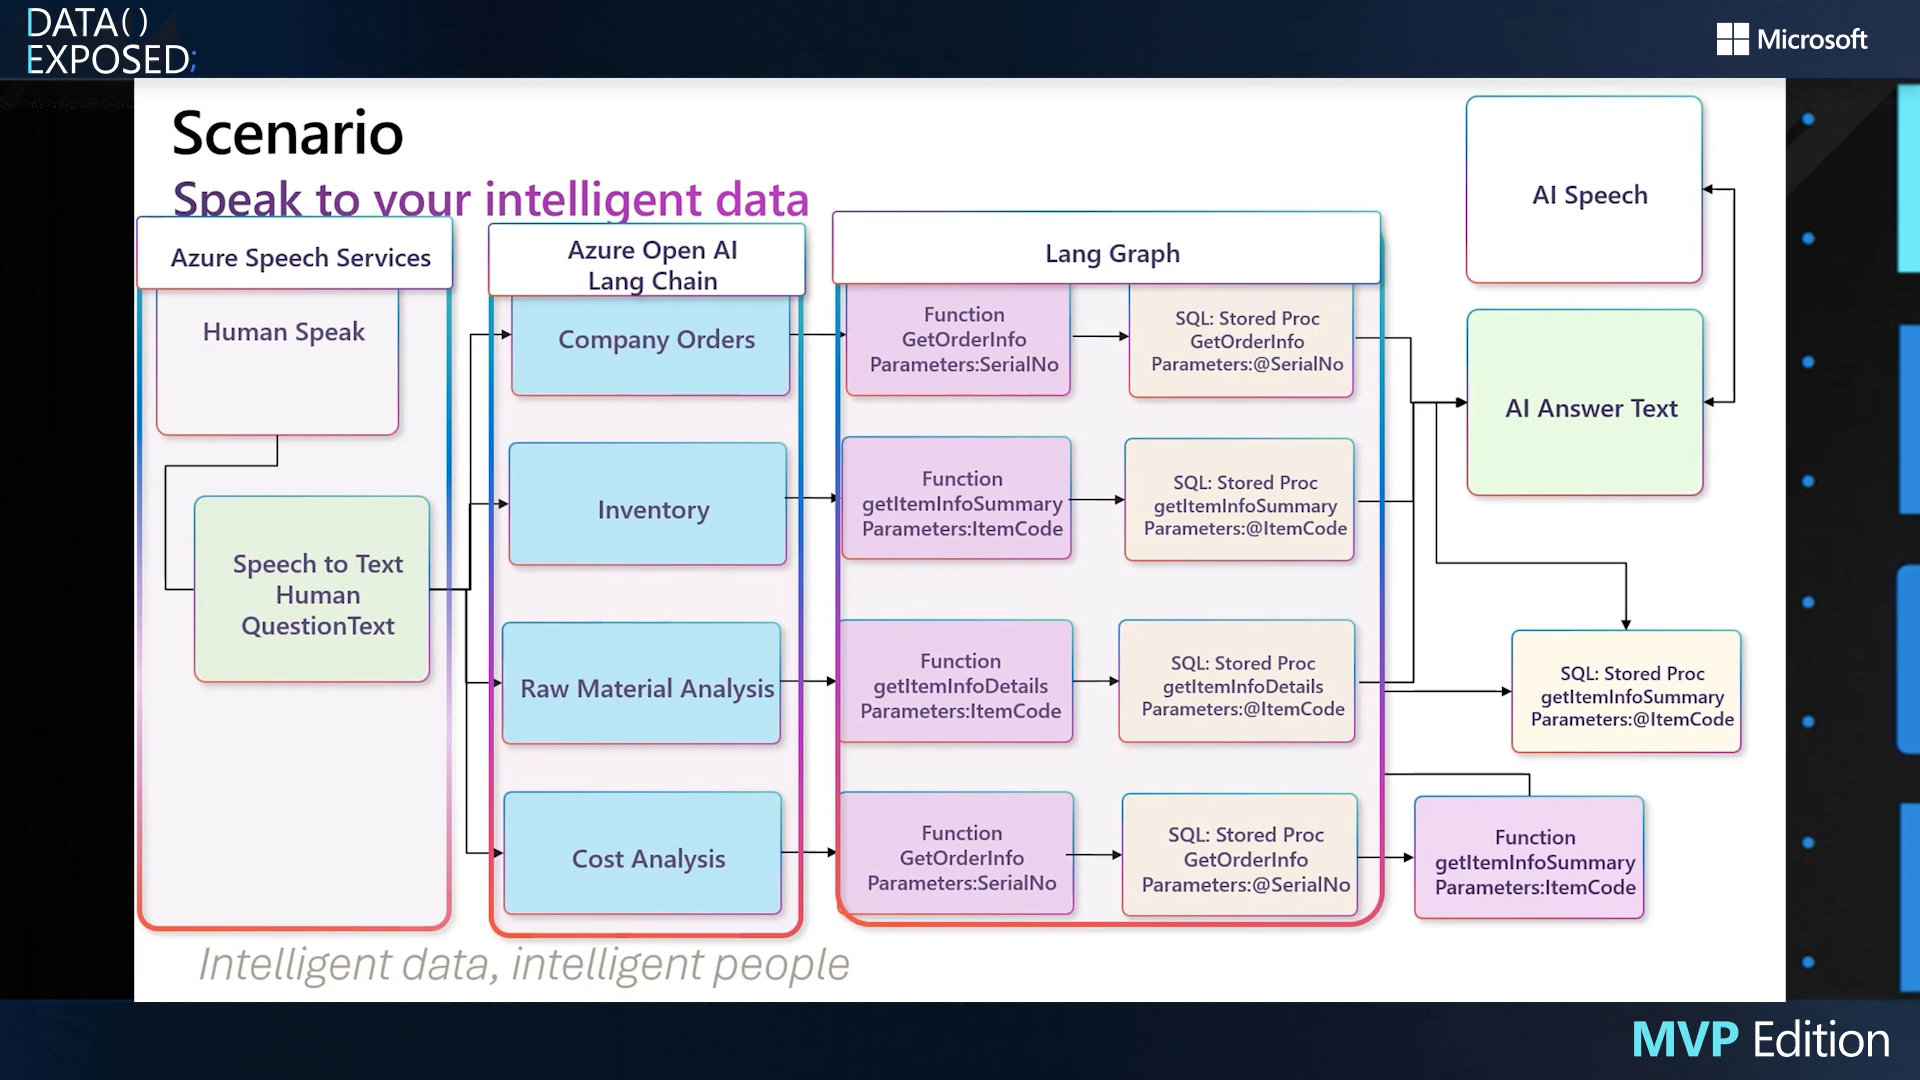 DATA()
EXPOSED;
Microsoft
Scenario
Speak to your intelligent data
Azure Speech Services
Human Speak
Speech to Text
Human
QuestionText
Azure Open AI
Lang Chain
Company Orders
Inventory
Raw Material Analysis
Cost Analysis
Lang Graph
Function
GetOrderInfo
Parameters:SerialNo
SQL: Stored Proc
GetOrderInfo
Parameters:@SerialNo
Function
getItemInfoSummary
Parameters:ItemCode
SQL: Stored Proc
getItemInfoSummary
Parameters:@ItemCode
Function
getItemInfoDetails
Parameters:ItemCode
SQL: Stored Proc
getItemInfoDetails
Parameters:@ItemCode
Function
GetOrderInfo
Parameters:SerialNo
SQL: Stored Proc
GetOrderInfo
Parameters:@SerialNo
AI Speech
AI Answer Text
SQL: Stored Proc
getItemInfoSummary
Parameters:@ItemCode
Function
getItemInfoSummary
Parameters:ItemCode
Intelligent data, intelligent people
MVP Edition